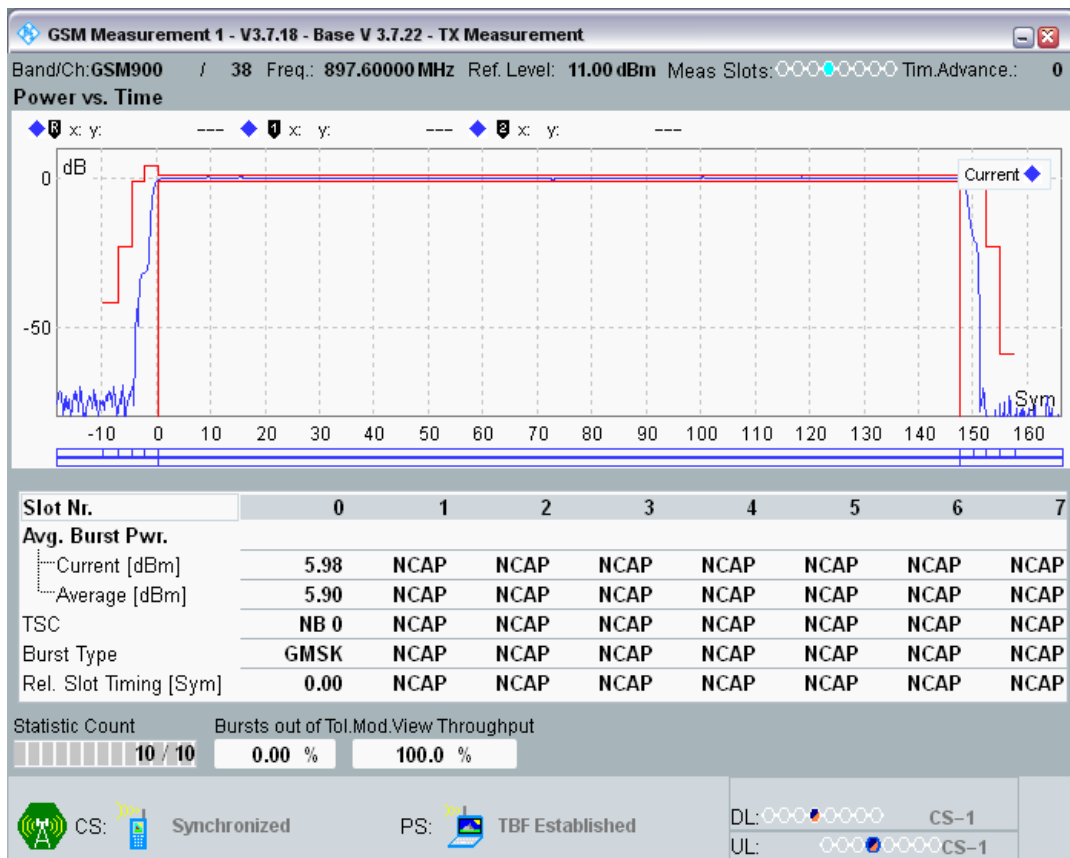 GSM Measurement 1 - V3.7.18 - Base V 3.7.22 - TX Measurement
Band/Ch:GSM900 / 38 Freq.: 897.60000 MHz Ref. Level: 11.00 dBm Meas Slots: Tim.Advance.: 0
Power vs. Time
R x: y: --- 1 x: y: --- 2 x: y: ---
dB
0
Current
-50
Sym
-10 0 10 20 30 40 50 60 70 80 90 100 110 120 130 140 150 160
Slot Nr. 0 1 2 3 4 5 6 7
Avg. Burst Pwr.
Current [dBm] 5.98 NCAP NCAP NCAP NCAP NCAP NCAP NCAP
Average [dBm] 5.90 NCAP NCAP NCAP NCAP NCAP NCAP NCAP
TSC NB 0 NCAP NCAP NCAP NCAP NCAP NCAP NCAP
Burst Type GMSK NCAP NCAP NCAP NCAP NCAP NCAP NCAP
Rel. Slot Timing [Sym] 0.00 NCAP NCAP NCAP NCAP NCAP NCAP NCAP
Statistic Count Bursts out of Tol.Mod.View Throughput
10 / 10 0.00 % 100.0 %
CS: Synchronized PS: TBF Established
DL: CS-1
UL: CS-1